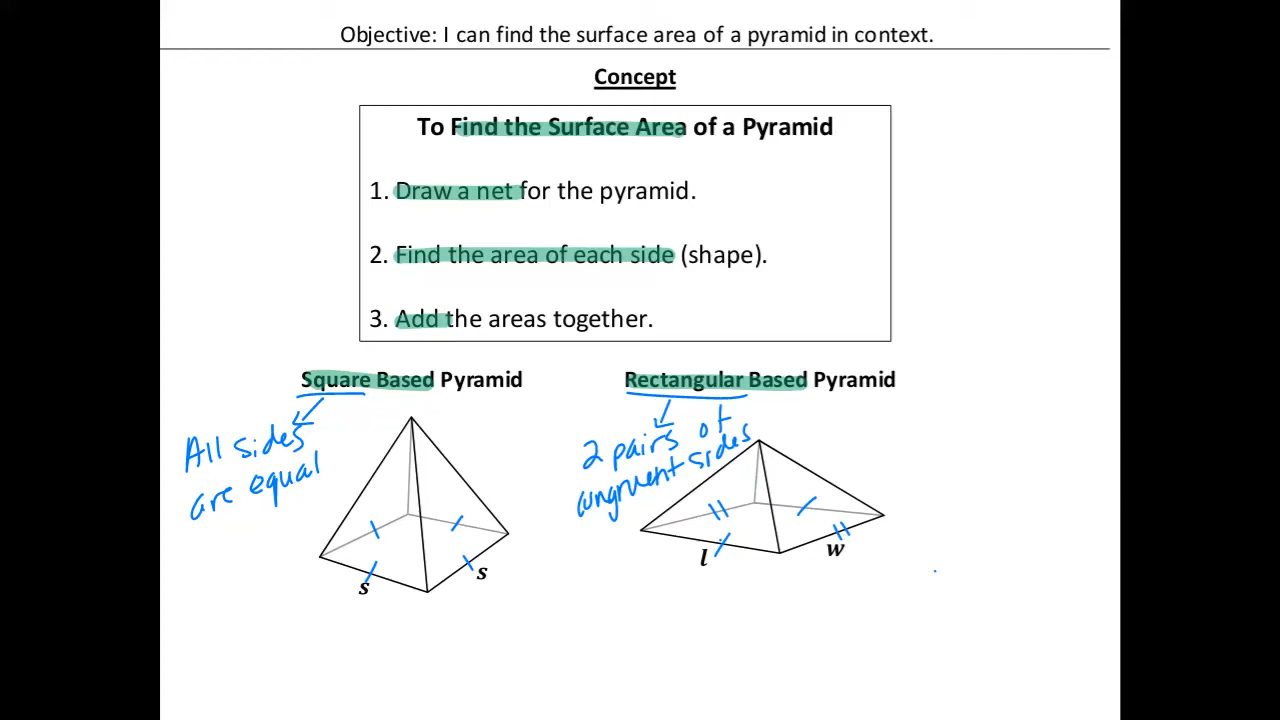 Objective: I can find the surface area of a pyramid in context.
Concept
To Find the Surface Area of a Pyramid
1. Draw a net for the pyramid.
2. Find the area of each side (shape).
3. Add the areas together.
Square Based Pyramid
All sides
are equal
s
s
Rectangular Based Pyramid
2 pairs of
congruent sides
l
w